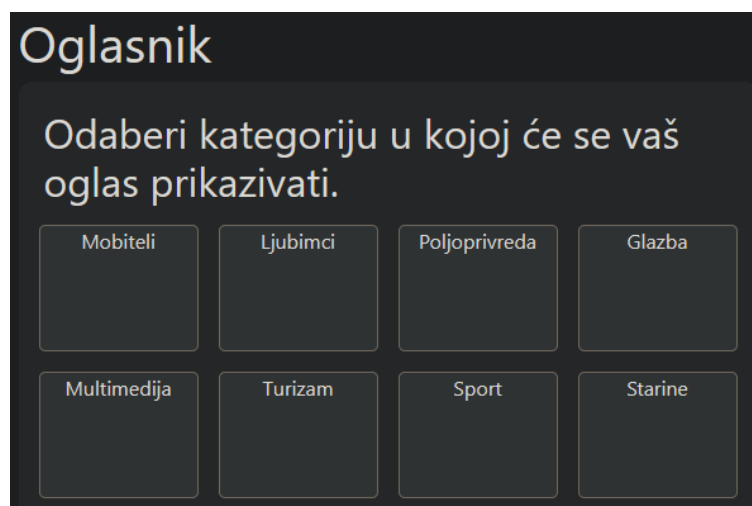 Oglasnik
Odaberi kategoriju u kojoj će se vaš
oglas prikazivati.
Mobiteli Ljubimci Poljoprivreda Glazba
Multimedija Turizam Sport Starine